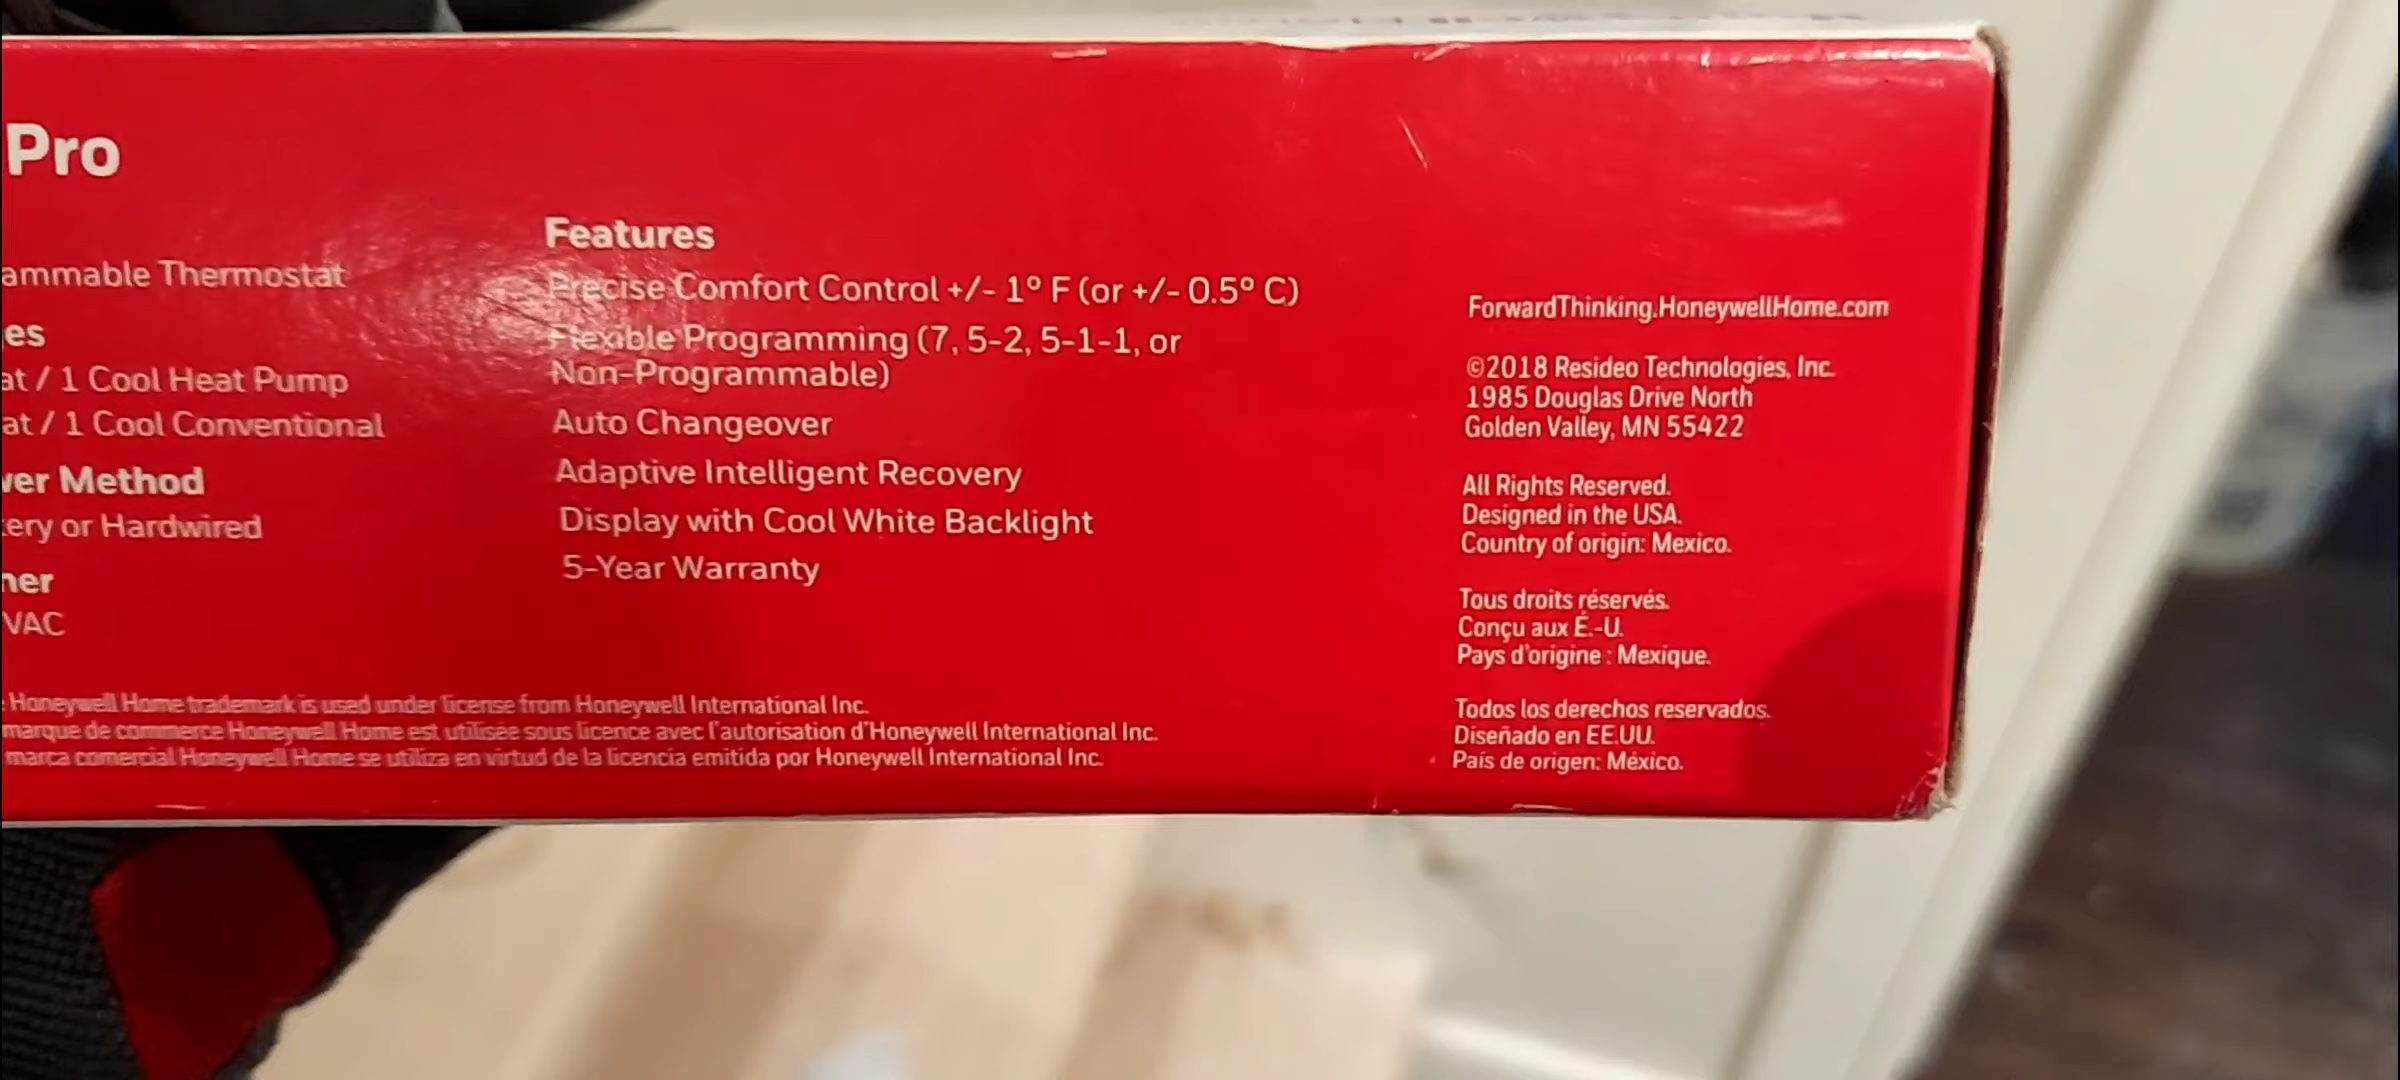 Pro
ammable Thermostat
es
at / 1 Cool Heat Pump
at / 1 Cool Conventional
wer Method
tery or Hardwired
her
VAC
Features
Precise Comfort Control +/- 1° F (or +/- 0.5° C)
Flexible Programming (7, 5-2, 5-1-1, or
Non-Programmable)
Auto Changeover
Adaptive Intelligent Recovery
Display with Cool White Backlight
5-Year Warranty
ForwardThinking.HoneywellHome.com
©2018 Resideo Technologies, Inc.
1985 Douglas Drive North
Golden Valley, MN 55422
All Rights Reserved.
Designed in the USA.
Country of origin: Mexico.
Tous droits réservés.
Conçu aux É.-U.
Pays d'origine : Mexique.
Todos los derechos reservados.
Diseñado en EE.UU.
País de origen: México.
Honeywell Home trademark is used under license from Honeywell International Inc.
marque de commerce Honeywell Home est utilisée sous licence avec l'autorisation d'Honeywell International Inc.
marca comercial Honeywell Home se utiliza en virtud de la licencia emitida por Honeywell International Inc.